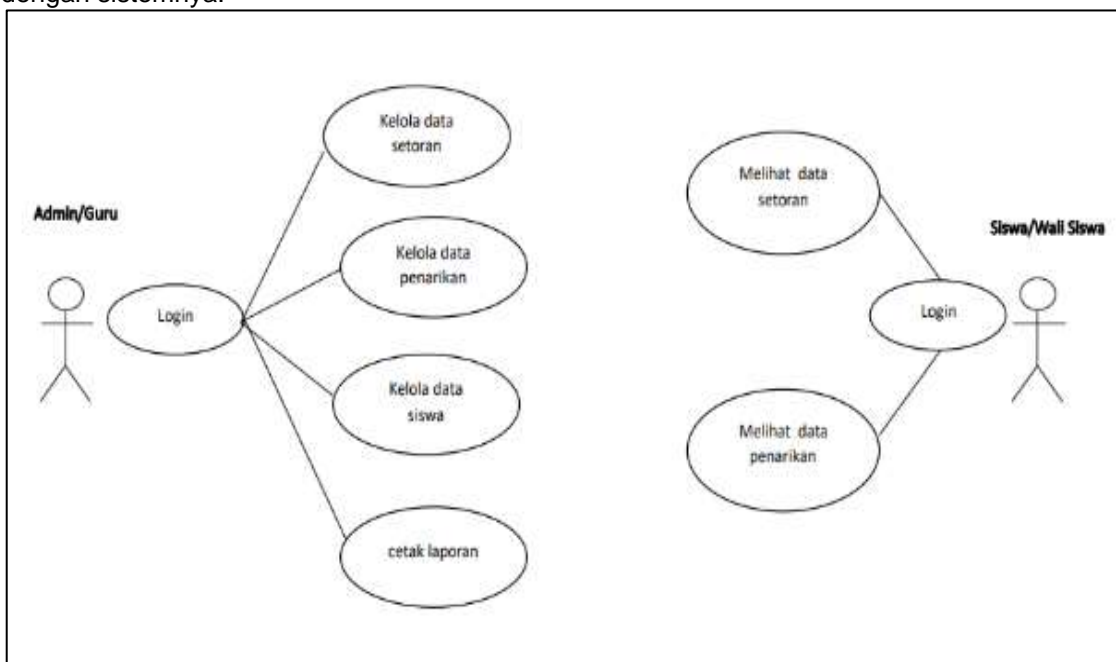 dengan sistemnya.
Kelola data
setoran
Melihat data
setoran
Admin/Guru
Siswa/Wali Siswa
Kelola data
penarikan
Login
Login
Kelola data
siswa
Melihat data
penarikan
cetak laporan